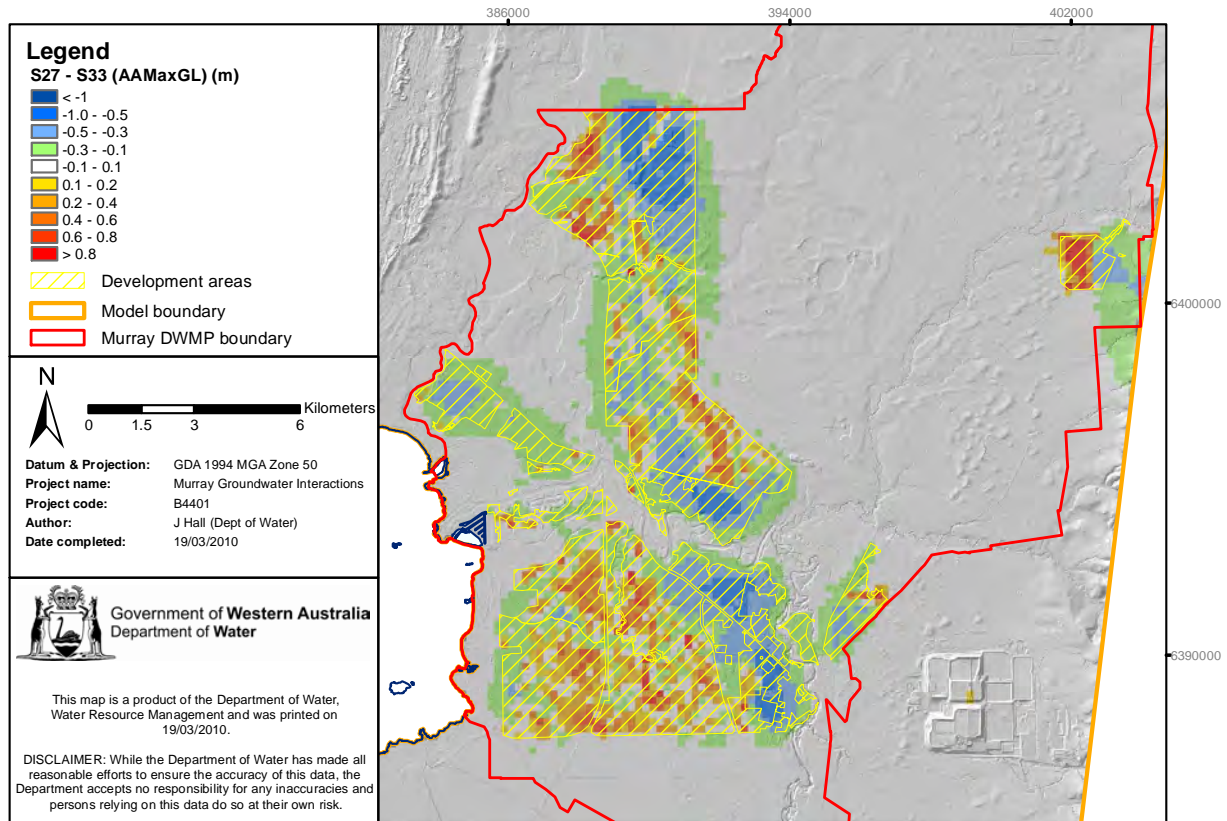 386000
394000
402000
Legend
S27 - S33 (AAMaxGL) (m)
< -1
-1.0 - -0.5
-0.5 - -0.3
-0.3 - -0.1
-0.1 - 0.1
0.1 - 0.2
0.2 - 0.4
0.4 - 0.6
0.6 - 0.8
> 0.8
Development areas
Model boundary
Murray DWMP boundary
6400000
6390000
N
Kilometers
0 1.5 3 6
Datum & Projection: GDA 1994 MGA Zone 50
Project name: Murray Groundwater Interactions
Project code: B4401
Author: J Hall (Dept of Water)
Date completed: 19/03/2010
Government of Western Australia
Department of Water
This map is a product of the Department of Water,
Water Resource Management and was printed on
19/03/2010.
DISCLAIMER: While the Department of Water has made all
reasonable efforts to ensure the accuracy of this data, the
Department accepts no responsibility for any inaccuracies and
persons relying on this data do so at their own risk.